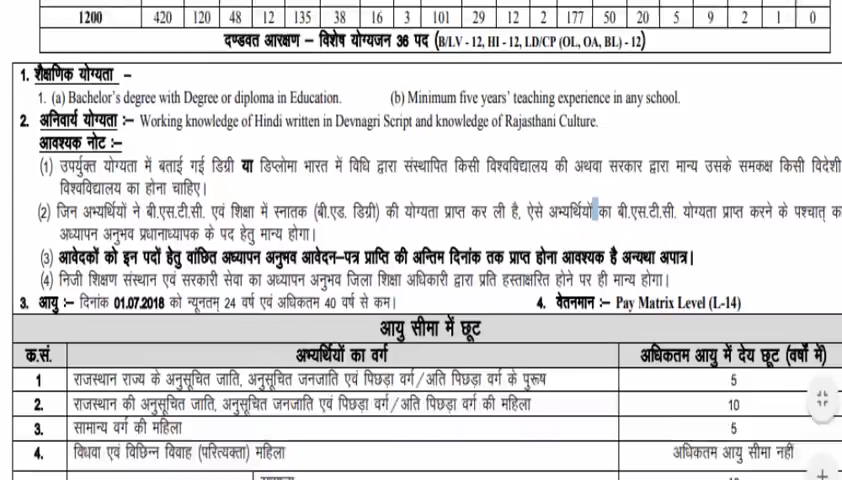 1200 420 120 48 12 135 38 16 3 101 29 12 2 177 50 20 5 9 2 1 0
दण्डवत आरक्षण – विशेष योग्यजन 36 पद (B/LV - 12, HI - 12, LD/CP (OL, OA, BL) - 12)
1. शैक्षणिक योग्यता –
1. (a) Bachelor's degree with Degree or diploma in Education. (b) Minimum five years' teaching experience in any school.
2. अनिवार्य योग्यता :– Working knowledge of Hindi written in Devnagri Script and knowledge of Rajasthani Culture.
आवश्यक नोट :–
(1) उपर्युक्त योग्यता में बताई गई डिग्री या डिप्लोमा भारत में विधि द्वारा संस्थापित किसी विश्वविद्यालय की अथवा सरकार द्वारा मान्य उसके समकक्ष किसी विदेशी
विश्वविद्यालय का होना चाहिए।
(2) जिन अभ्यर्थियों ने बी.एस.टी.सी. एवं शिक्षा में स्नातक (बी.एड. डिग्री) की योग्यता प्राप्त कर ली है, ऐसे अभ्यर्थियों का बी.एस.टी.सी. योग्यता प्राप्त करने के पश्चात् क
अध्यापन अनुभव प्रधानाध्यापक के पद हेतु मान्य होगा।
(3) आवेदकों को इन पदों हेतु वांछित अध्यापन अनुभव आवेदन–पत्र प्राप्ति की अन्तिम दिनांक तक प्राप्त होना आवश्यक है अन्यथा अपात्र।
(4) निजी शिक्षण संस्थान एवं सरकारी सेवा का अध्यापन अनुभव जिला शिक्षा अधिकारी द्वारा प्रति हस्ताक्षरित होने पर ही मान्य होगा।
3. आयु :– दिनांक 01.07.2018 को न्यूनतम् 24 वर्ष एवं अधिकतम 40 वर्ष से कम। 4. वेतनमान :– Pay Matrix Level (L-14)
आयु सीमा में छूट
क.सं. अभ्यर्थियों का वर्ग अधिकतम आयु में देय छूट (वर्षो में)
1 राजस्थान राज्य के अनुसूचित जाति, अनुसूचित जनजाति एवं पिछड़ा वर्ग/अति पिछड़ा वर्ग के पुरूष 5
2. राजस्थान की अनुसूचित जाति, अनुसूचित जनजाति एवं पिछड़ा वर्ग/अति पिछड़ा वर्ग की महिला 10
3. सामान्य वर्ग की महिला 5
4. विधवा एवं विछिन्न विवाह (परित्यक्ता) महिला अधिकतम आयु सीमा नहीं